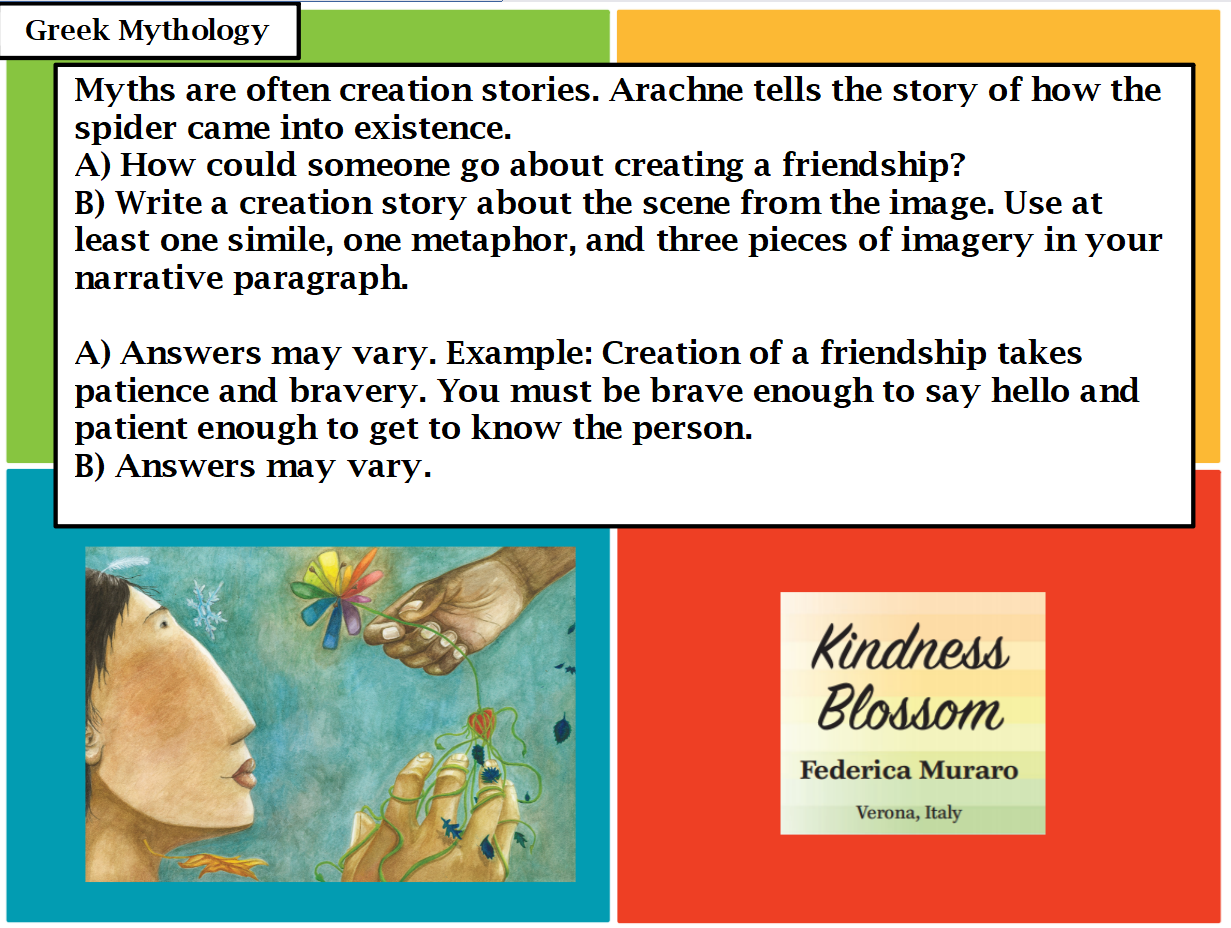 Greek Mythology
Myths are often creation stories. Arachne tells the story of how the
spider came into existence.
A) How could someone go about creating a friendship?
B) Write a creation story about the scene from the image. Use at
least one simile, one metaphor, and three pieces of imagery in your
narrative paragraph.
A) Answers may vary. Example: Creation of a friendship takes
patience and bravery. You must be brave enough to say hello and
patient enough to get to know the person.
B) Answers may vary.
Kindness
Blossom
Federica Muraro
Verona, Italy